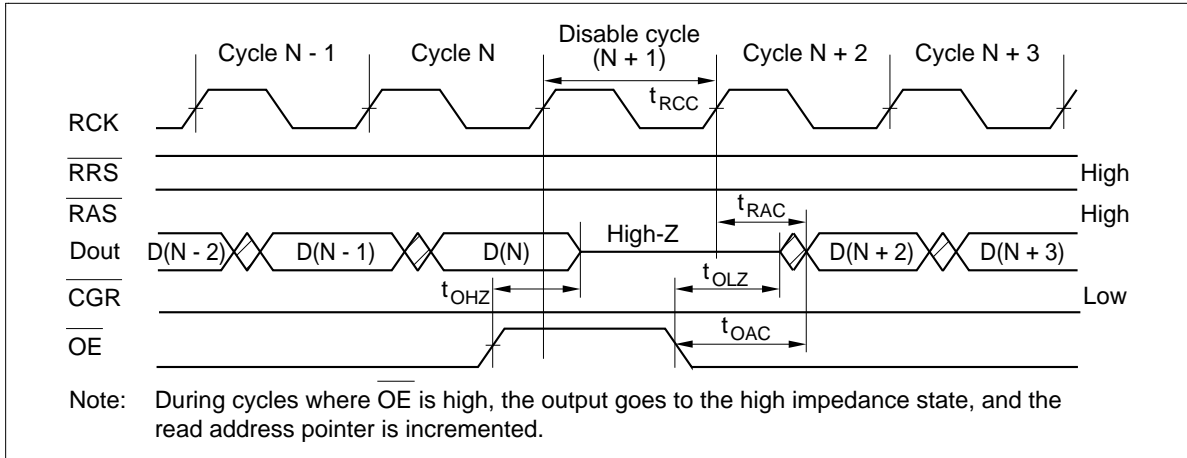 Disable cycle
Cycle N - 1 Cycle N (N + 1) Cycle N + 2 Cycle N + 3
tRCC
RCK
RRS High
RAS tRAC High
Dout D(N - 2) D(N - 1) D(N) High-Z D(N + 2) D(N + 3)
tOHZ tOLZ
CGR Low
OE tOAC
Note: During cycles where OE is high, the output goes to the high impedance state, and the
read address pointer is incremented.